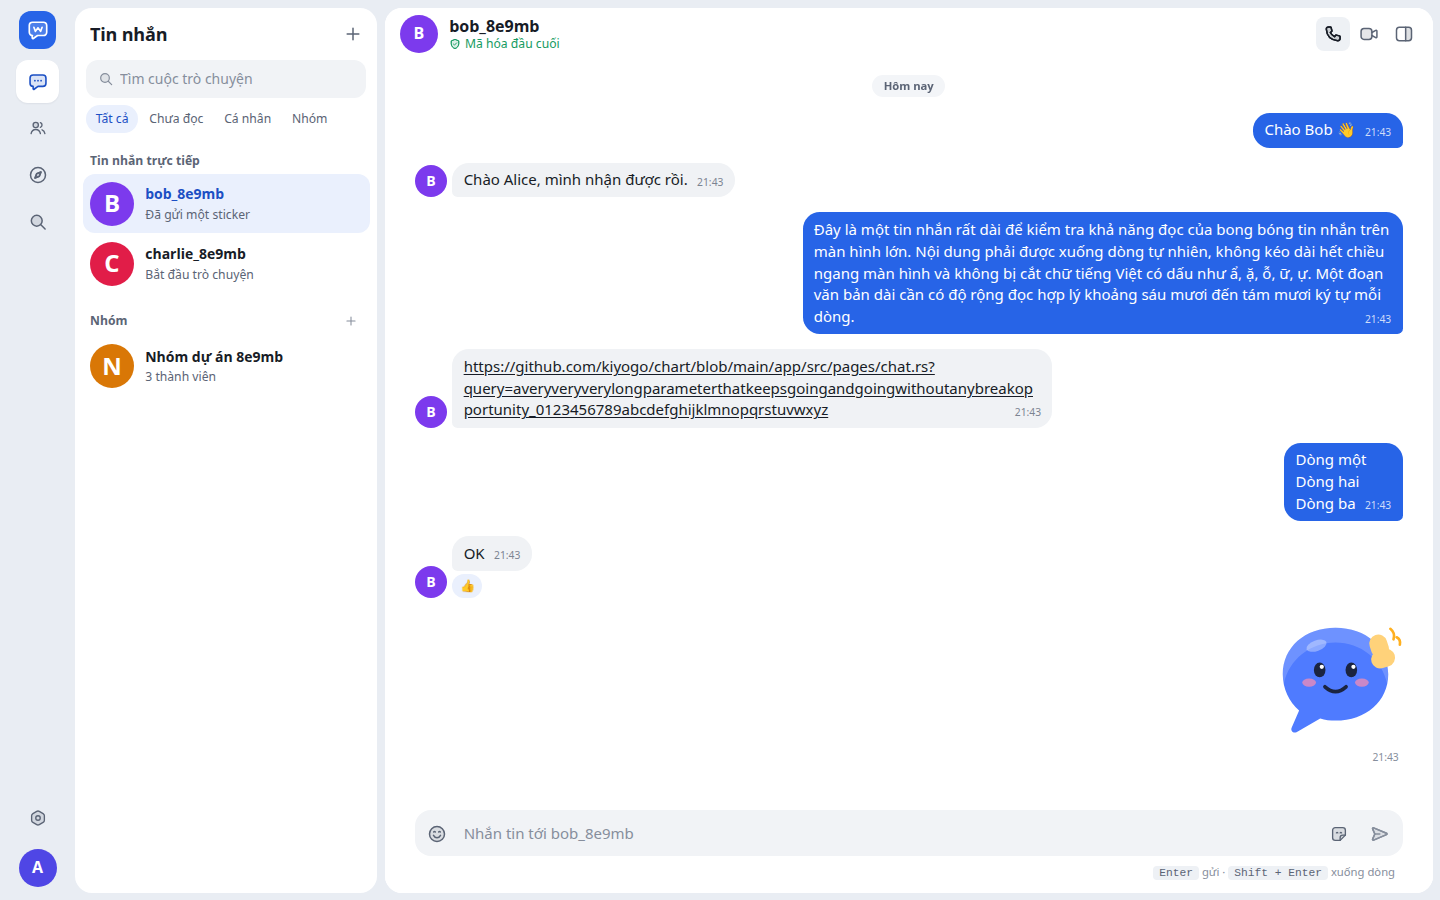 Tin nhắn
Tìm cuộc trò chuyện
Tất cả
Chưa đọc
Cá nhân
Nhóm
Tin nhắn trực tiếp
B
bob_8e9mb
Đã gửi một sticker
C
charlie_8e9mb
Bắt đầu trò chuyện
Nhóm
N
Nhóm dự án 8e9mb
3 thành viên
A
B
bob_8e9mb
Mã hóa đầu cuối
Hôm nay
Chào Bob 👋 21:43
B
Chào Alice, mình nhận được rồi. 21:43
Đây là một tin nhắn rất dài để kiểm tra khả năng đọc của bong bóng tin nhắn trên
màn hình lớn. Nội dung phải được xuống dòng tự nhiên, không kéo dài hết chiều
ngang màn hình và không bị cắt chữ tiếng Việt có dấu như ấ, ặ, ỗ, ữ, ự. Một đoạn
văn bản dài cần có độ rộng đọc hợp lý khoảng sáu mươi đến tám mươi ký tự mỗi
dòng. 21:43
https://github.com/kiyogo/chart/blob/main/app/src/pages/chat.rs?
query=averyveryverylongparameterthatkeepsgoingandgoingwithoutanybreakop
portunity_0123456789abcdefghijklmnopqrstuvwxyz 21:43
B
Dòng một
Dòng hai
Dòng ba 21:43
OK 21:43
B
👍
21:43
Nhắn tin tới bob_8e9mb
Enter gửi · Shift + Enter xuống dòng